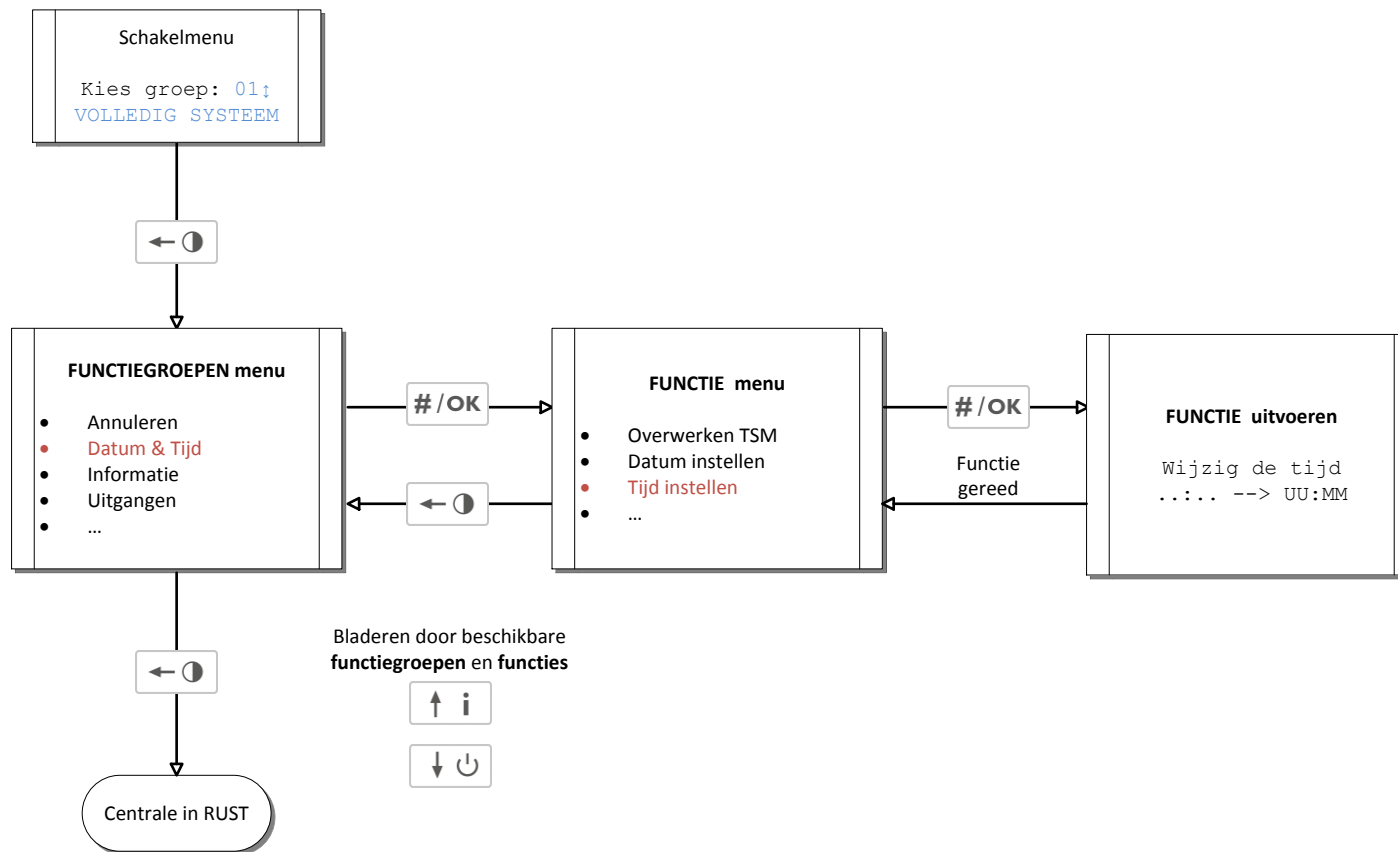 Schakelmenu
Kies groep: 01↕
VOLLEDIG SYSTEEM
FUNCTIEGROEPEN menu
• Annuleren
• Datum & Tijd
• Informatie
• Uitgangen
• ...
#/OK
FUNCTIE menu
• Overwerken TSM
• Datum instellen
• Tijd instellen
• ...
#/OK
Functie
gereed
FUNCTIE uitvoeren
Wijzig de tijd
..:.. --> UU:MM
Bladeren door beschikbare
functiegroepen en functies
i
Centrale in RUST